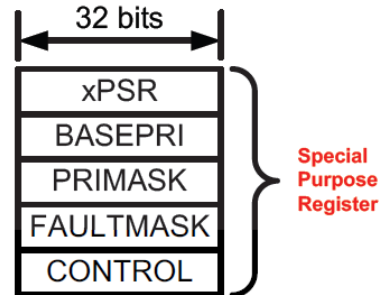 32 bits
xPSR
BASEPRI
PRIMASK
FAULTMASK
CONTROL
Special
Purpose
Register